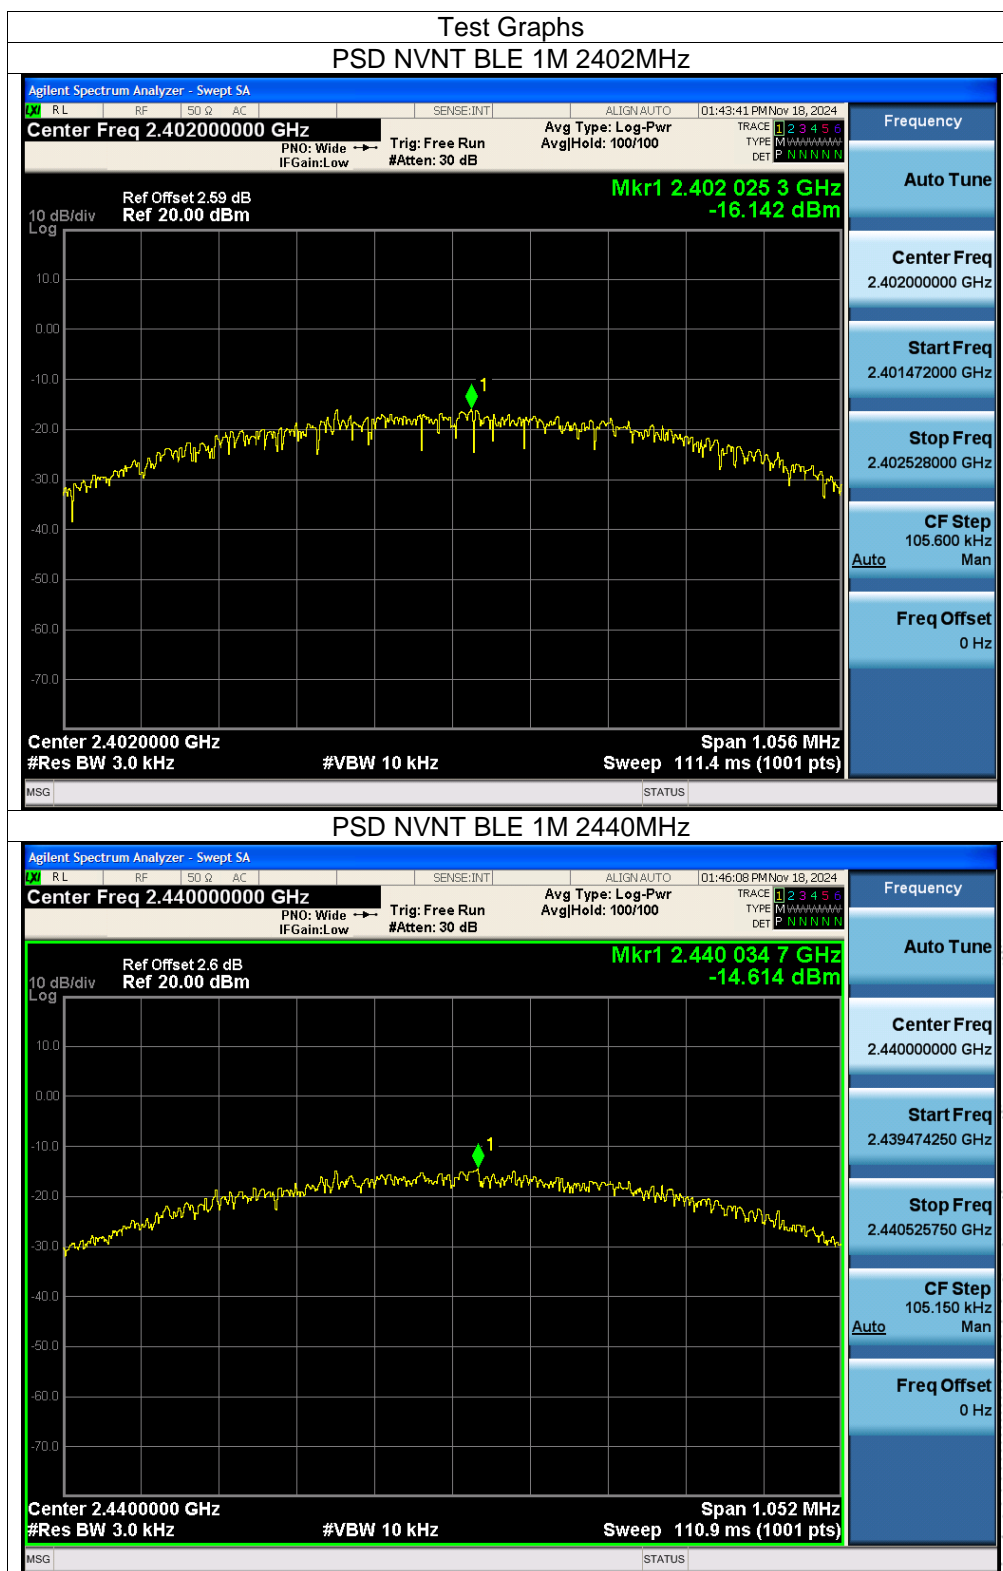 Test Graphs
PSD NVNT BLE 1M 2402MHz
Agilent Spectrum Analyzer - Swept SA
LXI RL RF 50 Ω AC SENSE:INT ALIGN AUTO 01:43:41 PM Nov 18, 2024
Center Freq 2.402000000 GHz
PNO: Wide
IFGain:Low
Trig: Free Run
#Atten: 30 dB
Avg Type: Log-Pwr
Avg|Hold: 100/100
TRACE 1 2 3 4 5 6
TYPE M WWWWW
DET P N N N N N
Frequency
Mkr1 2.402 025 3 GHz
-16.142 dBm
Ref Offset 2.59 dB
10 dB/div Ref 20.00 dBm
Log
10.0
0.00
-10.0
-20.0
-30.0
-40.0
-50.0
-60.0
-70.0
1
Center 2.4020000 GHz Span 1.056 MHz
#Res BW 3.0 kHz #VBW 10 kHz Sweep 111.4 ms (1001 pts)
MSG STATUS
Auto Tune
Center Freq
2.402000000 GHz
Start Freq
2.401472000 GHz
Stop Freq
2.402528000 GHz
CF Step
105.600 kHz
Auto Man
Freq Offset
0 Hz
PSD NVNT BLE 1M 2440MHz
Agilent Spectrum Analyzer - Swept SA
LXI RL RF 50 Ω AC SENSE:INT ALIGN AUTO 01:46:08 PM Nov 18, 2024
Center Freq 2.440000000 GHz
PNO: Wide
IFGain:Low
Trig: Free Run
#Atten: 30 dB
Avg Type: Log-Pwr
Avg|Hold: 100/100
TRACE 1 2 3 4 5 6
TYPE M WWWWW
DET P N N N N N
Frequency
Mkr1 2.440 034 7 GHz
-14.614 dBm
Ref Offset 2.6 dB
10 dB/div Ref 20.00 dBm
Log
10.0
0.00
-10.0
-20.0
-30.0
-40.0
-50.0
-60.0
-70.0
1
Center 2.4400000 GHz Span 1.052 MHz
#Res BW 3.0 kHz #VBW 10 kHz Sweep 110.9 ms (1001 pts)
MSG STATUS
Auto Tune
Center Freq
2.440000000 GHz
Start Freq
2.439474250 GHz
Stop Freq
2.440525750 GHz
CF Step
105.150 kHz
Auto Man
Freq Offset
0 Hz